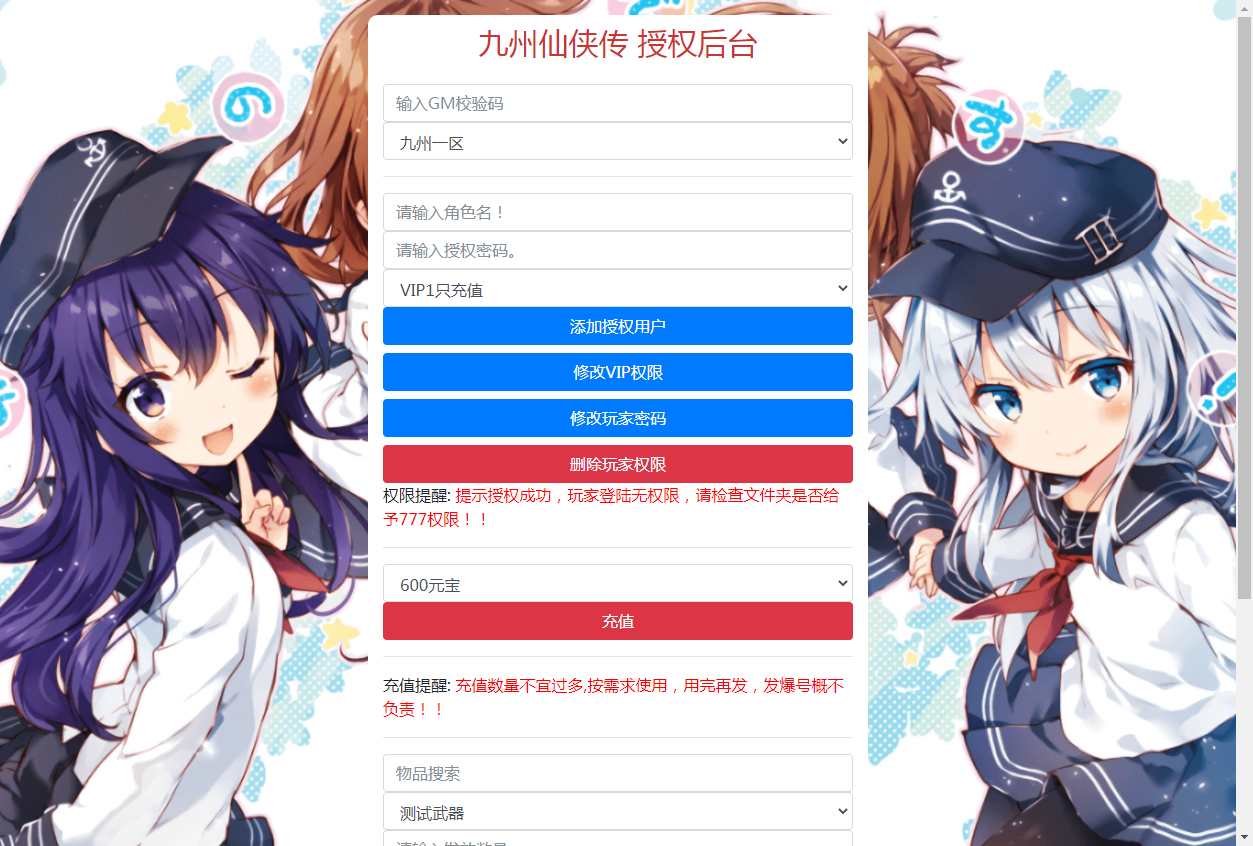 九州仙侠传 授权后台
输入GM校验码
九州一区
请输入角色名！
请输入授权密码。
VIP1只充值
添加授权用户
修改VIP权限
修改玩家密码
删除玩家权限
权限提醒: 提示授权成功，玩家登陆无权限，请检查文件夹是否给
予777权限！！
600元宝
充值
充值提醒: 充值数量不宜过多,按需求使用，用完再发，发爆号概不
负责！！
物品搜索
测试武器